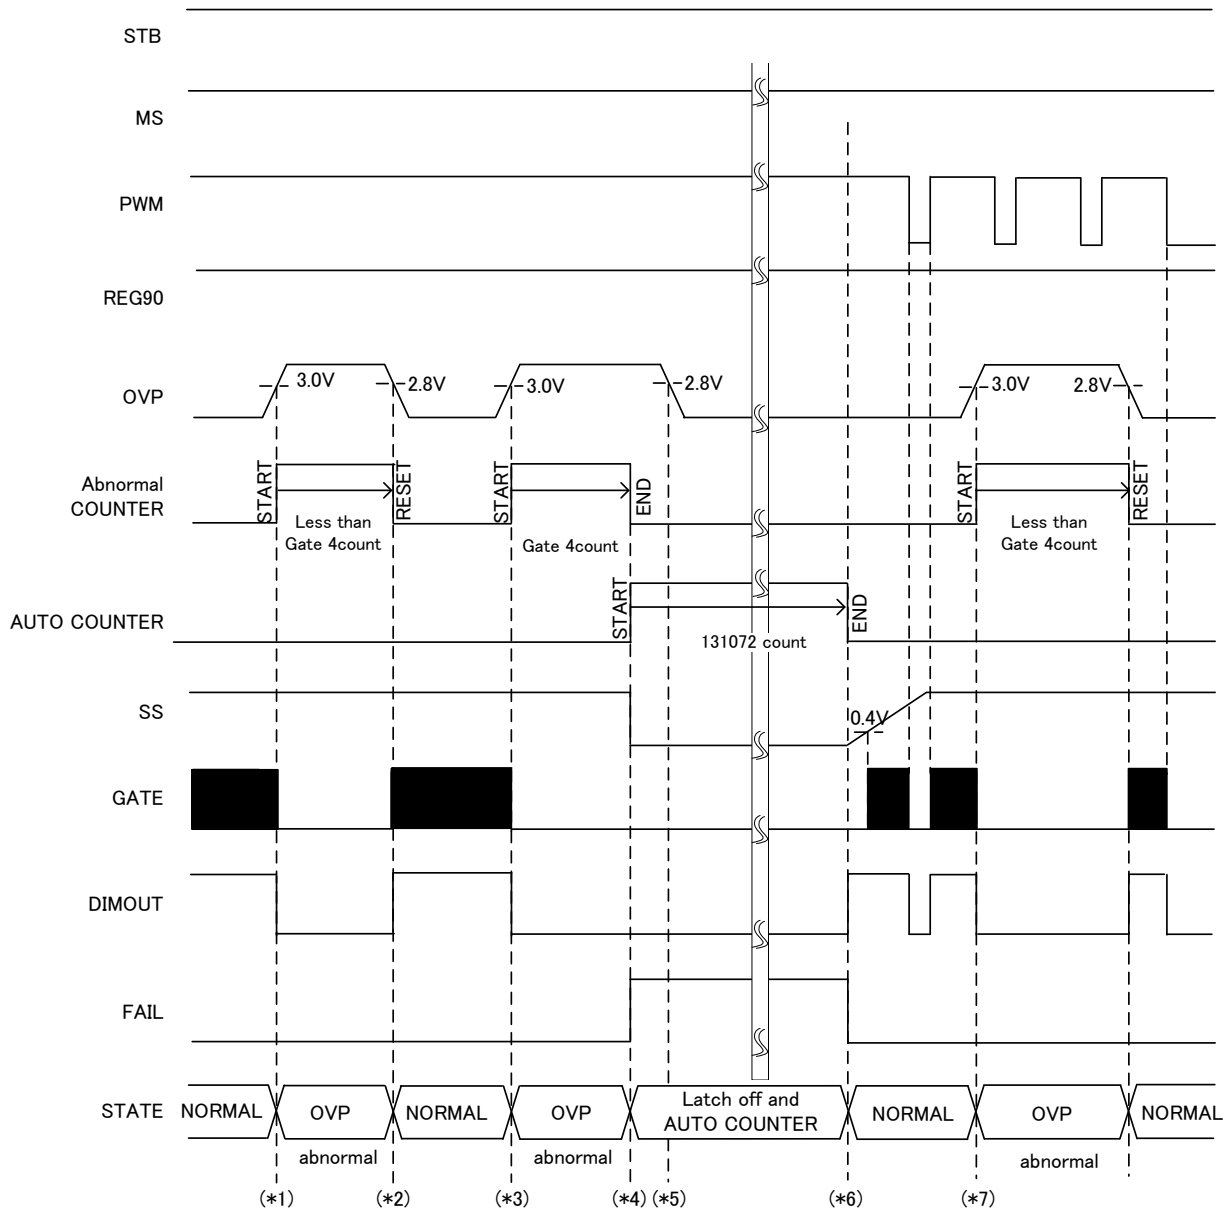 STB
MS
PWM
REG90
OVP
3.0V
2.8V
3.0V
2.8V
3.0V
2.8V
Abnormal
COUNTER
START
RESET
START
END
START
RESET
Less than
Gate 4count
Gate 4count
Less than
Gate 4count
AUTO COUNTER
START
END
131072 count
SS
0.4V
GATE
DIMOUT
FAIL
STATE
NORMAL
OVP
NORMAL
OVP
Latch off and
AUTO COUNTER
NORMAL
OVP
NORMAL
abnormal
abnormal
abnormal
(*1)
(*2)
(*3)
(*4)
(*5)
(*6)
(*7)